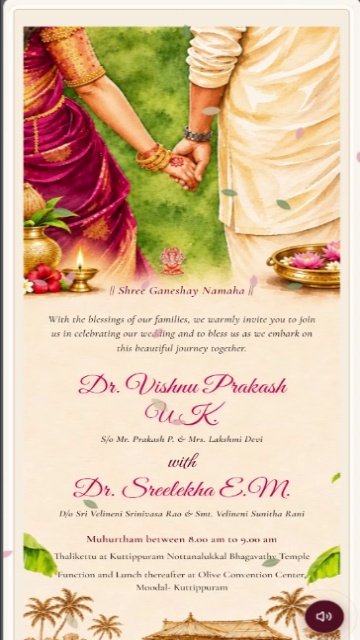 || Shree Ganeshay Namaha ||
With the blessings of our families, we warmly invite you to join
us in celebrating our wedding and to bless us as we embark on
this beautiful journey together.
Dr. Vishnu Prakash
U.K.
S/o Mr. Prakash P. & Mrs. Lakshmi Devi
with
Dr. Sreelekha E.M.
D/o Sri Velineni Srinivasa Rao & Smt. Velineni Sunitha Rani
Muhurtham between 8.00 am to 9.00 am
Thalikettu at Kuttippuram Nottanalukkal Bhagavathy Temple
Function and Lunch thereafter at Olive Convention Center,
Moodal- Kuttippuram